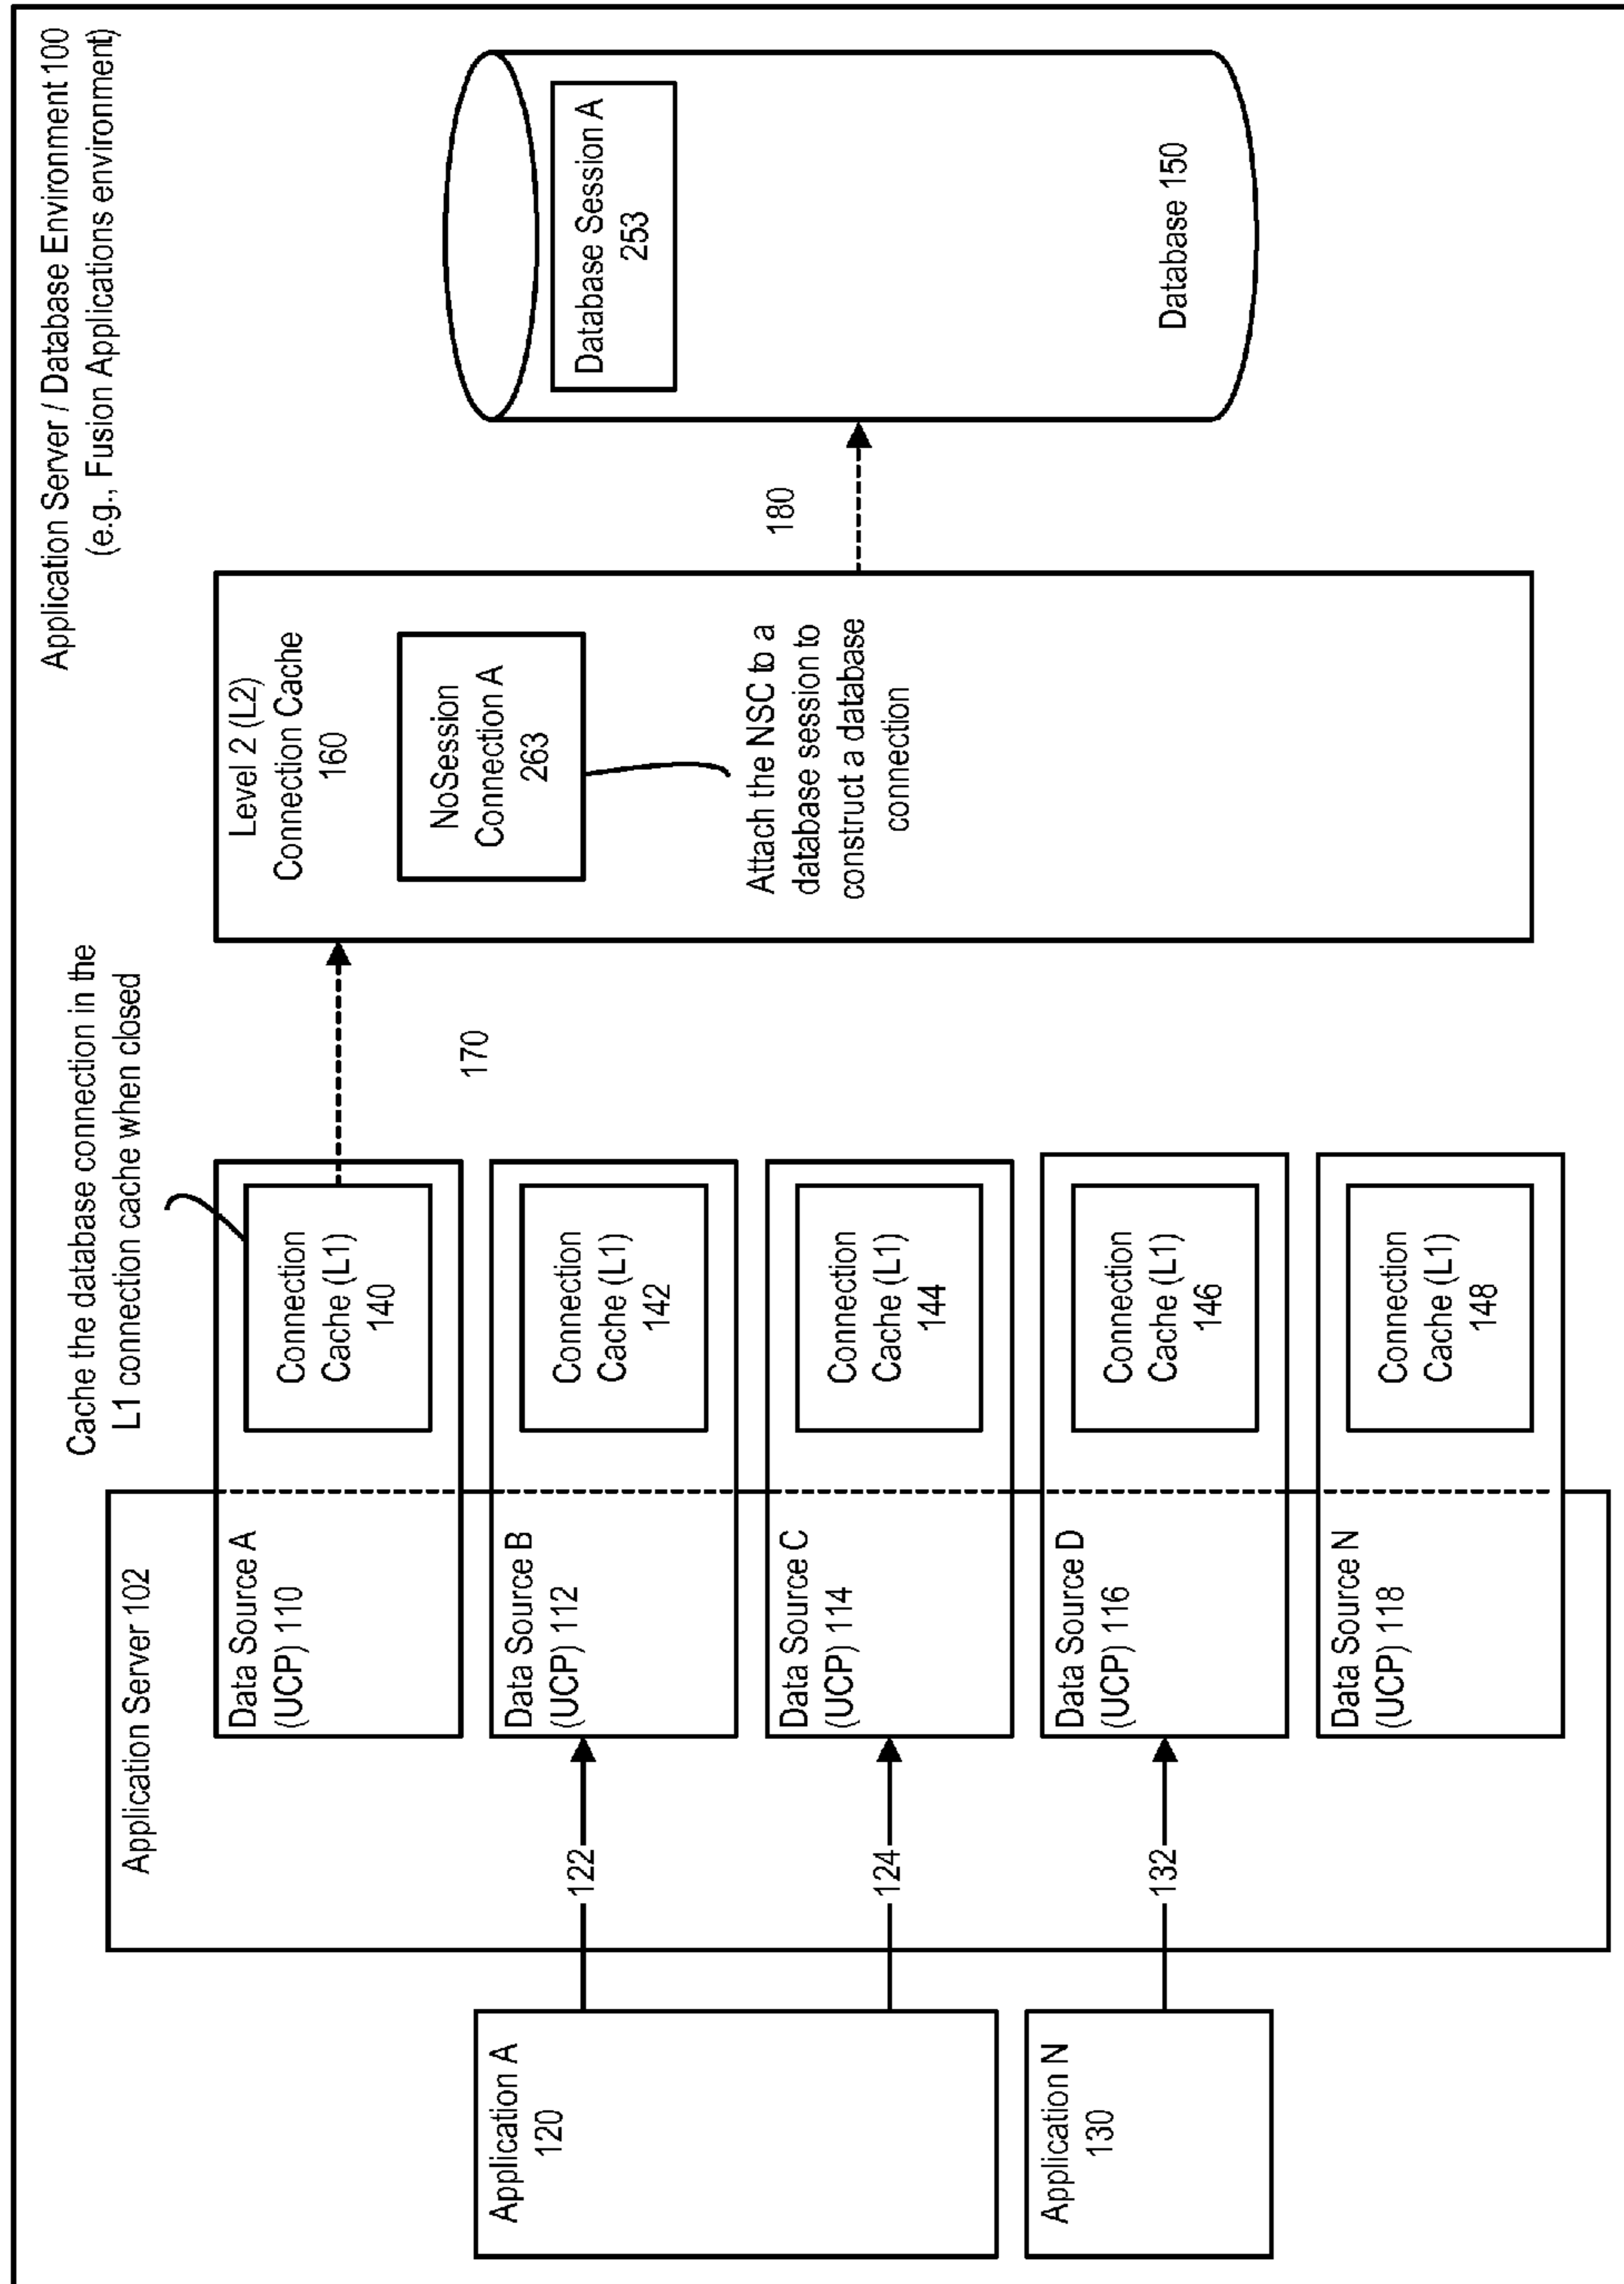 Application Server / Database Environment 100
(e.g., Fusion Applications environment)
Cache the database connection in the
L1 connection cache when closed
Application Server 102
Application A
120
Application N
130
122
124
132
Data Source A
(UCP) 110
Connection
Cache (L1)
140
Data Source B
(UCP) 112
Connection
Cache (L1)
142
Data Source C
(UCP) 114
Connection
Cache (L1)
144
Data Source D
(UCP) 116
Connection
Cache (L1)
146
Data Source N
(UCP) 118
Connection
Cache (L1)
148
170
Level 2 (L2)
Connection Cache
160
NoSession
Connection A
263
Attach the NSC to a
database session to
construct a database
connection
180
Database Session A
253
Database 150